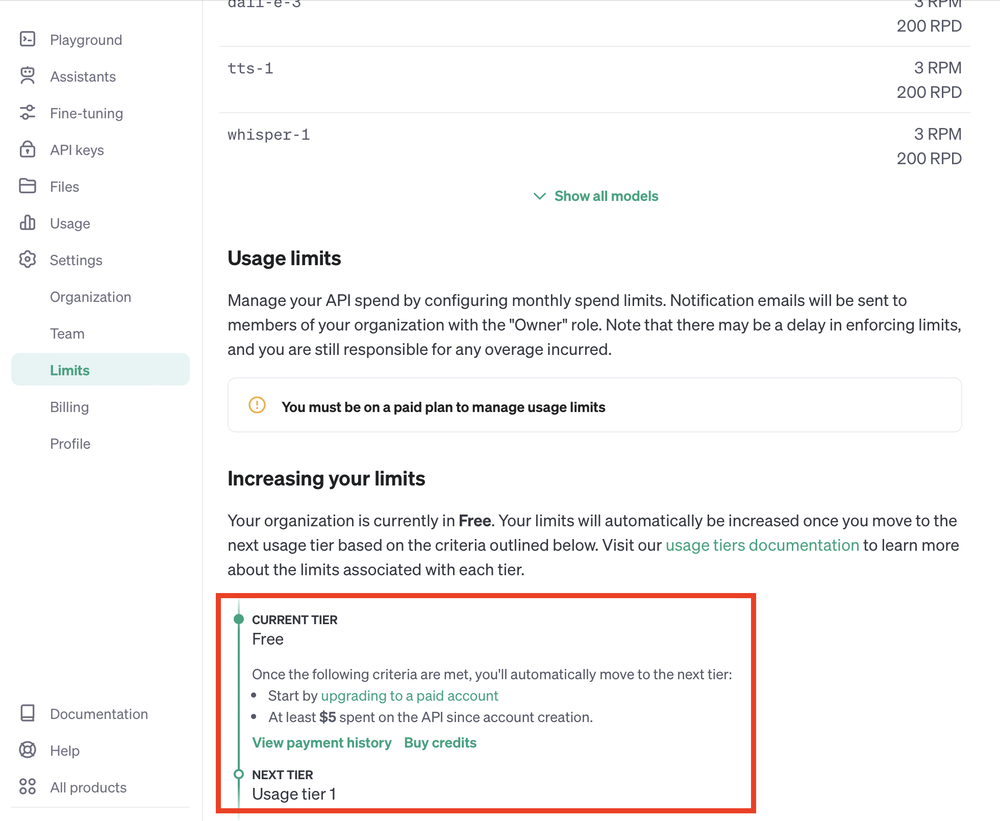 Playground
Assistants
Fine-tuning
API keys
Files
Usage
Settings
Organization
Team
Limits
Billing
Profile
Documentation
Help
All products
dall-e-3
3 RPM
200 RPD
tts-1
3 RPM
200 RPD
whisper-1
3 RPM
200 RPD
Show all models
Usage limits
Manage your API spend by configuring monthly spend limits. Notification emails will be sent to
members of your organization with the "Owner" role. Note that there may be a delay in enforcing limits,
and you are still responsible for any overage incurred.
You must be on a paid plan to manage usage limits
Increasing your limits
Your organization is currently in Free. Your limits will automatically be increased once you move to the
next usage tier based on the criteria outlined below. Visit our usage tiers documentation to learn more
about the limits associated with each tier.
CURRENT TIER
Free
Once the following criteria are met, you'll automatically move to the next tier:
• Start by upgrading to a paid account
• At least $5 spent on the API since account creation.
View payment history Buy credits
NEXT TIER
Usage tier 1